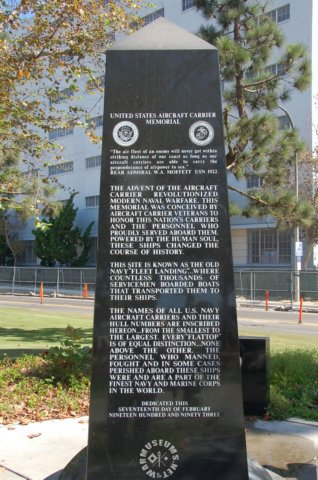 UNITED STATES AIRCRAFT CARRIER
MEMORIAL
"The air fleet of an enemy will never get within
striking distance of our coast as long as our
aircraft carriers are able to carry the
preponderance of airpower to sea."
REAR ADMIRAL W.A. MOFFETT USN 1922.
THE ADVENT OF THE AIRCRAFT
CARRIER REVOLUTIONIZED
MODERN NAVAL WARFARE. THIS
MEMORIAL WAS CONCEIVED BY
AIRCRAFT CARRIER VETERANS TO
HONOR THIS NATION'S CARRIERS
AND THE PERSONNEL WHO
PROUDLY SERVED ABOARD THEM.
POWERED BY THE HUMAN SOUL,
THESE SHIPS CHANGED THE
COURSE OF HISTORY.
THIS SITE IS KNOWN AS THE OLD
NAVY "FLEET LANDING", WHERE
COUNTLESS THOUSANDS OF
SERVICEMEN BOARDED BOATS
THAT TRANSPORTED THEM TO
THEIR SHIPS.
THE NAMES OF ALL U.S. NAVY
AIRCRAFT CARRIERS AND THEIR
HULL NUMBERS ARE INSCRIBED
HEREON...FROM THE SMALLEST TO
THE LARGEST. EVERY "FLATTOP"
IS OF EQUAL DISTINCTION...NONE
ABOVE THE OTHER. THE
PERSONNEL WHO MANNED,
FOUGHT AND IN SOME CASES
PERISHED ABOARD THESE SHIPS
WERE AND ARE A PART OF THE
FINEST NAVY AND MARINE CORPS
IN THE WORLD.
DEDICATED THIS
SEVENTEENTH DAY OF FEBRUARY
NINETEEN HUNDRED AND NINETY THREE
WARMUSEUMS.NET